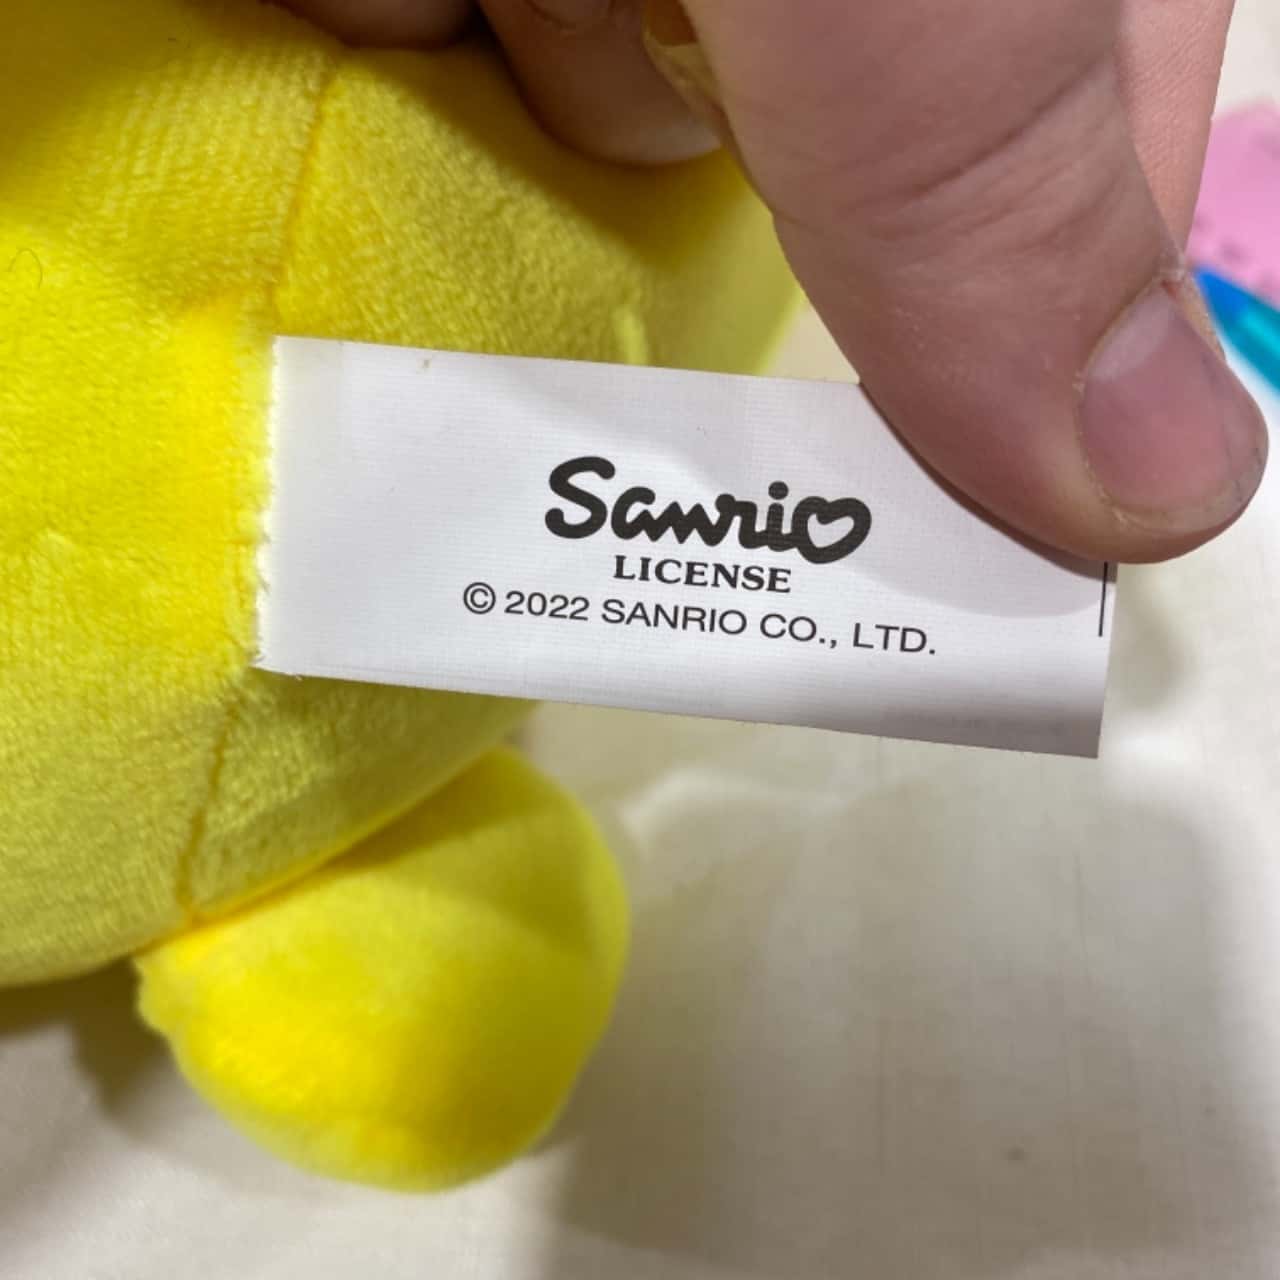 Sanrio
LICENSE
© 2022 SANRIO CO., LTD.